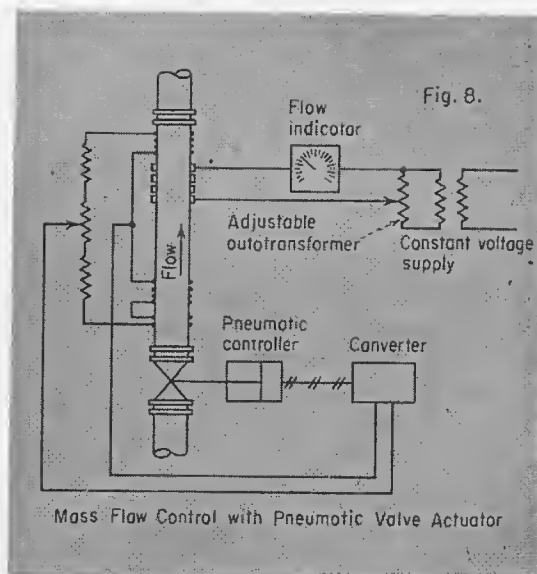 Fig. 8.
Flow
indicator
Adjustable
autotransformer
Constant voltage
supply
Flow
Pneumatic
controller
Converter
Mass Flow Control with Pneumatic Valve Actuator